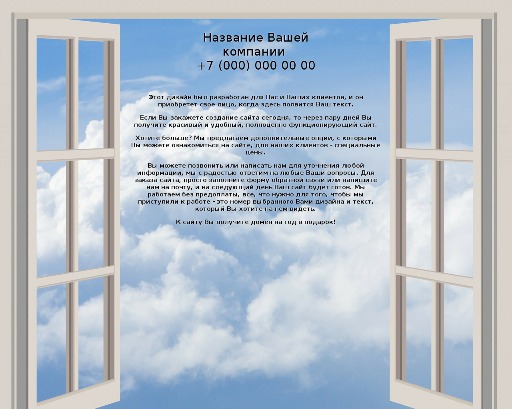 Название Вашей
компании
+7 (000) 000 00 00
Этот дизайн был разработан для Вас и Ваших клиентов, и он
приобретет свое лицо, когда здесь появится Ваш текст.
Если Вы закажете создание сайта сегодня, то через пару дней Вы
получите красивый и удобный, полноценно функционирующий сайт.
Хотите больше? Мы предлагаем дополнительные опции, с которыми
Вы можете ознакомиться на сайте, для наших клиентов - специальные
цены.
Вы можете позвонить или написать нам для уточнения любой
информации, мы с радостью ответим на любые Ваши вопросы. Для
заказа сайта, просто заполните форму обратной связи или напишите
нам на почту, и на следующий день Ваш сайт будет готов. Мы
работаем без предоплаты, все, что нужно для того, чтобы мы
приступили к работе - это номер выбранного Вами дизайна и текст,
который Вы хотите на нем видеть.
К сайту Вы получите домен на год в подарок!